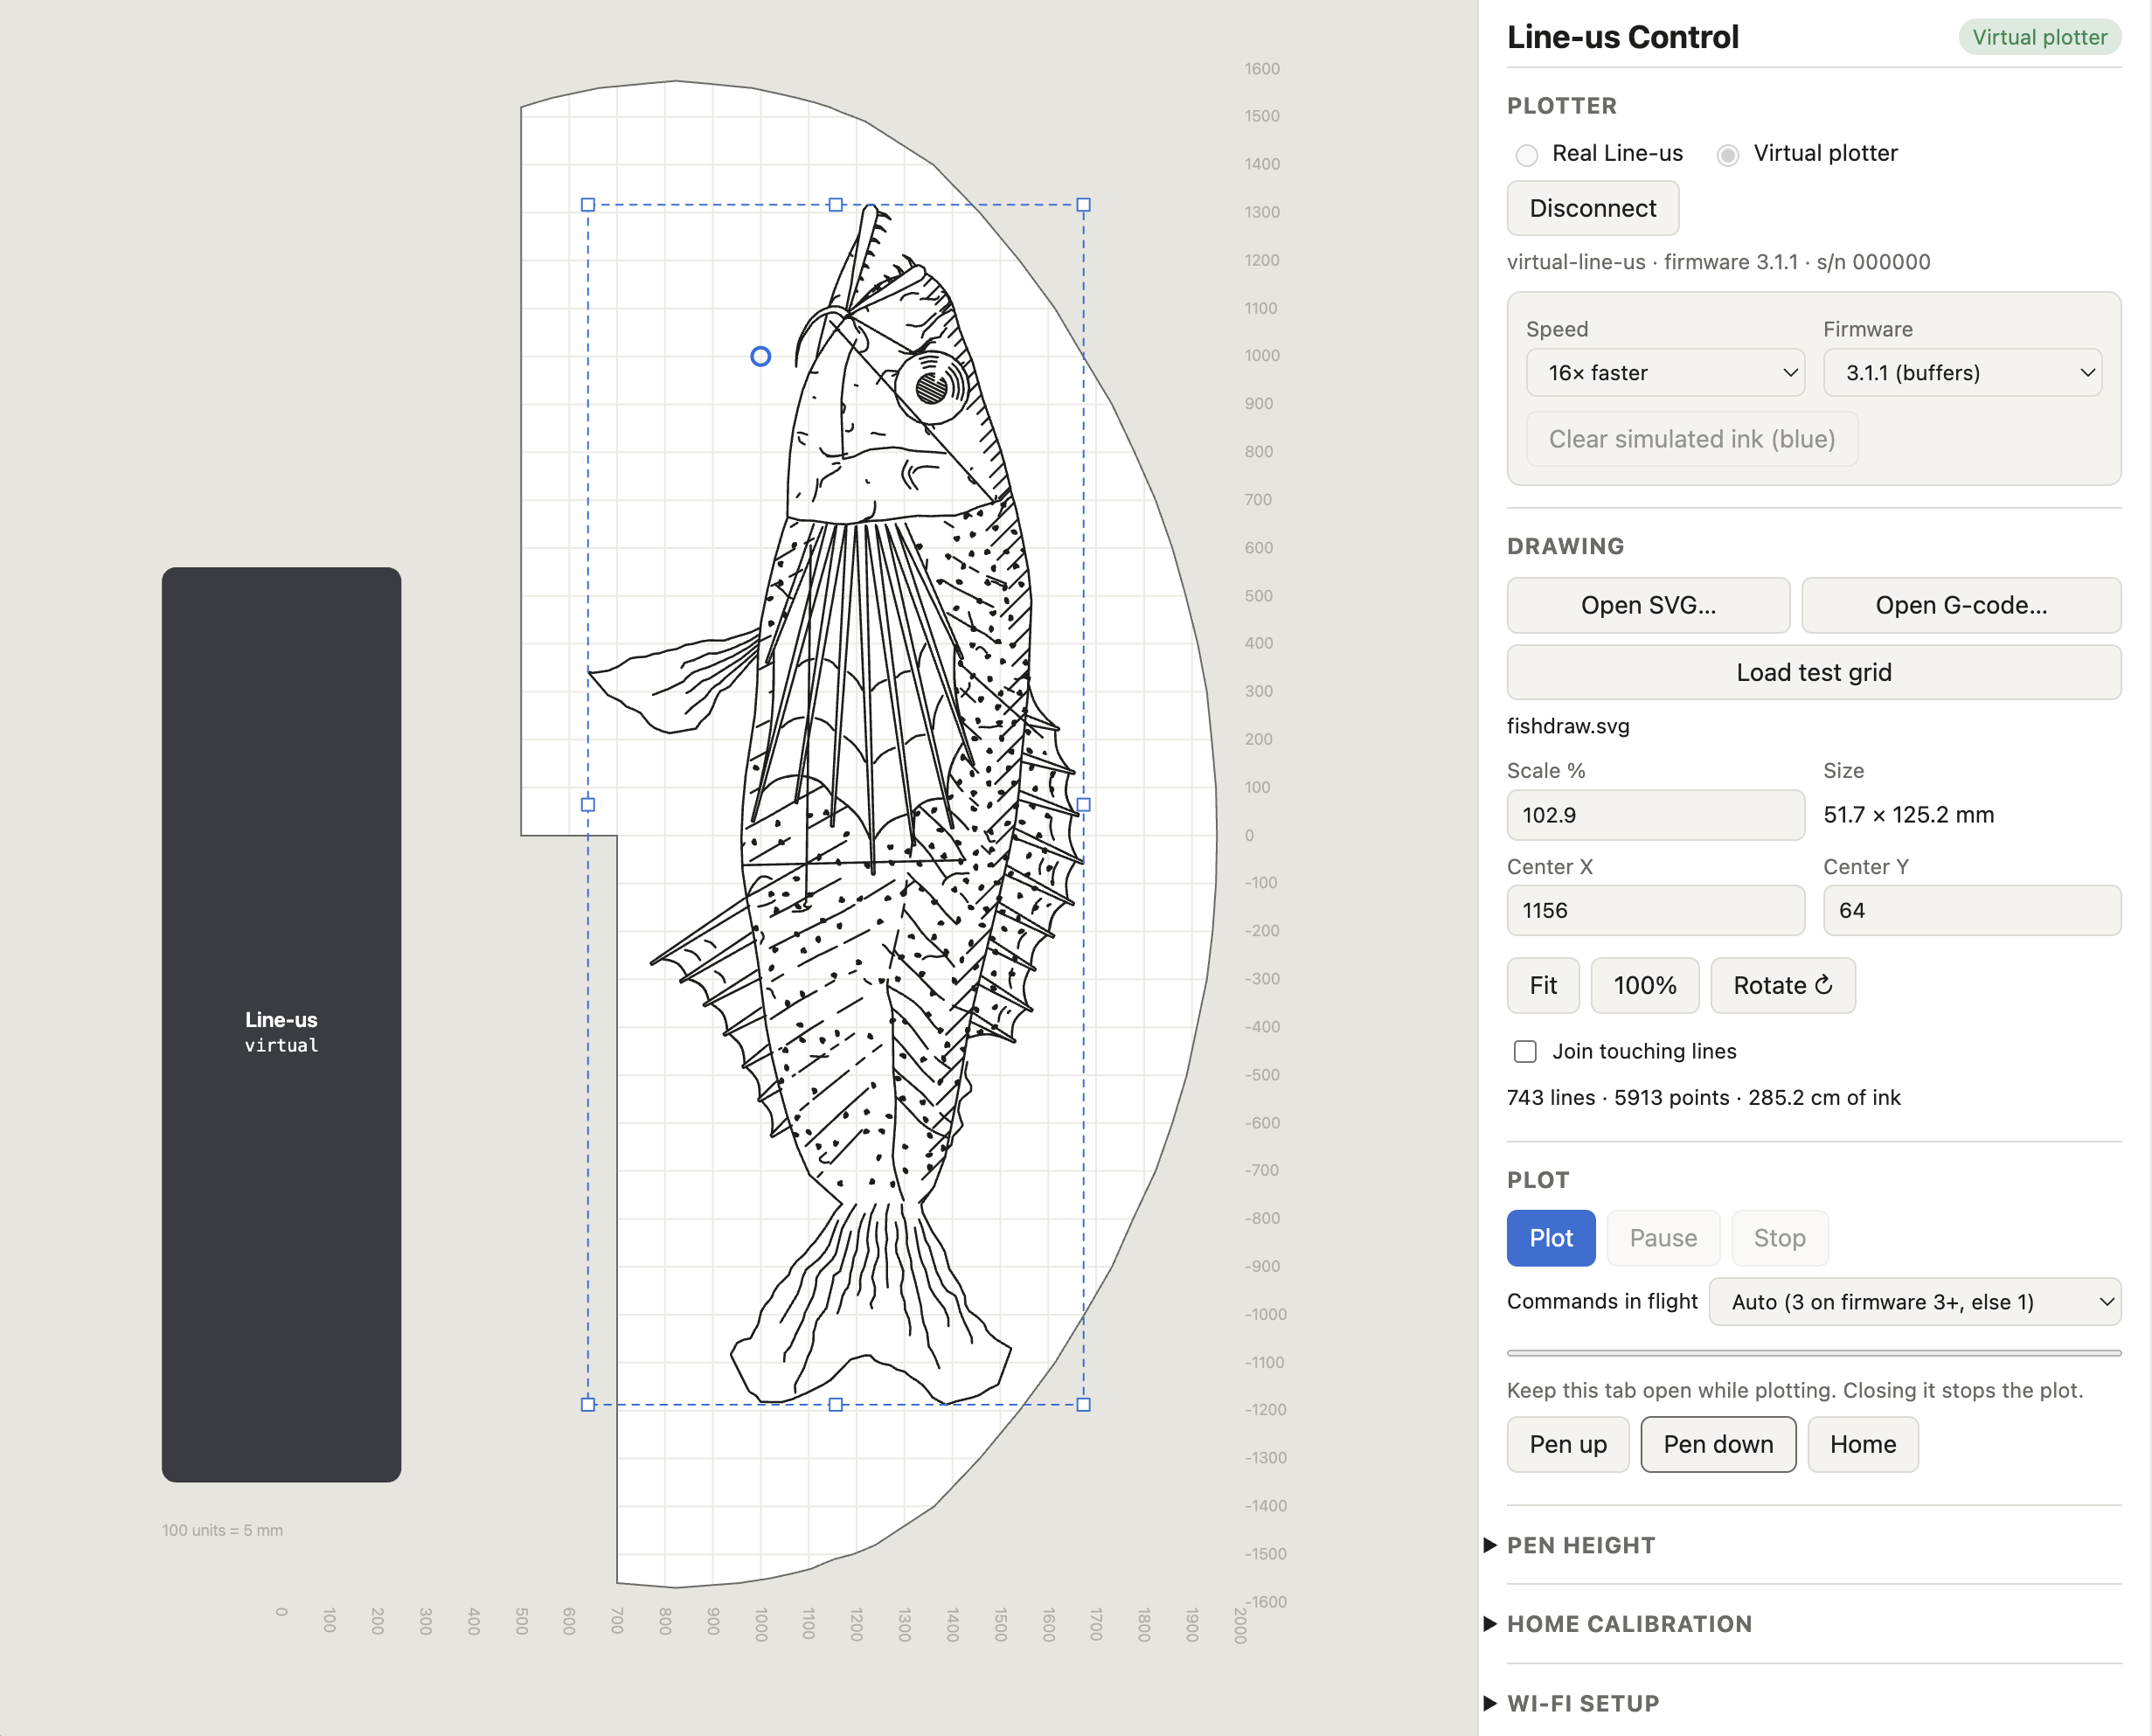 Line-us Control
Virtual plotter
PLOTTER
Real Line-us
Virtual plotter
Disconnect
virtual-line-us · firmware 3.1.1 · s/n 000000
Speed
Firmware
16× faster
3.1.1 (buffers)
Clear simulated ink (blue)
DRAWING
Open SVG...
Open G-code...
Load test grid
fishdraw.svg
Scale %
Size
102.9
51.7 × 125.2 mm
Center X
Center Y
1156
64
Fit
100%
Rotate ↻
Join touching lines
743 lines · 5913 points · 285.2 cm of ink
PLOT
Plot
Pause
Stop
Commands in flight
Auto (3 on firmware 3+, else 1)
Keep this tab open while plotting. Closing it stops the plot.
Pen up
Pen down
Home
PEN HEIGHT
HOME CALIBRATION
WI-FI SETUP
Line-us
virtual
100 units = 5 mm
1600
1500
1400
1300
1200
1100
1000
900
800
700
600
500
400
300
200
100
0
-100
-200
-300
-400
-500
-600
-700
-800
-900
-1000
-1100
-1200
-1300
-1400
-1500
-1600
0
100
200
300
400
500
600
700
800
900
1000
1100
1200
1300
1400
1500
1600
1700
1800
1900
2000